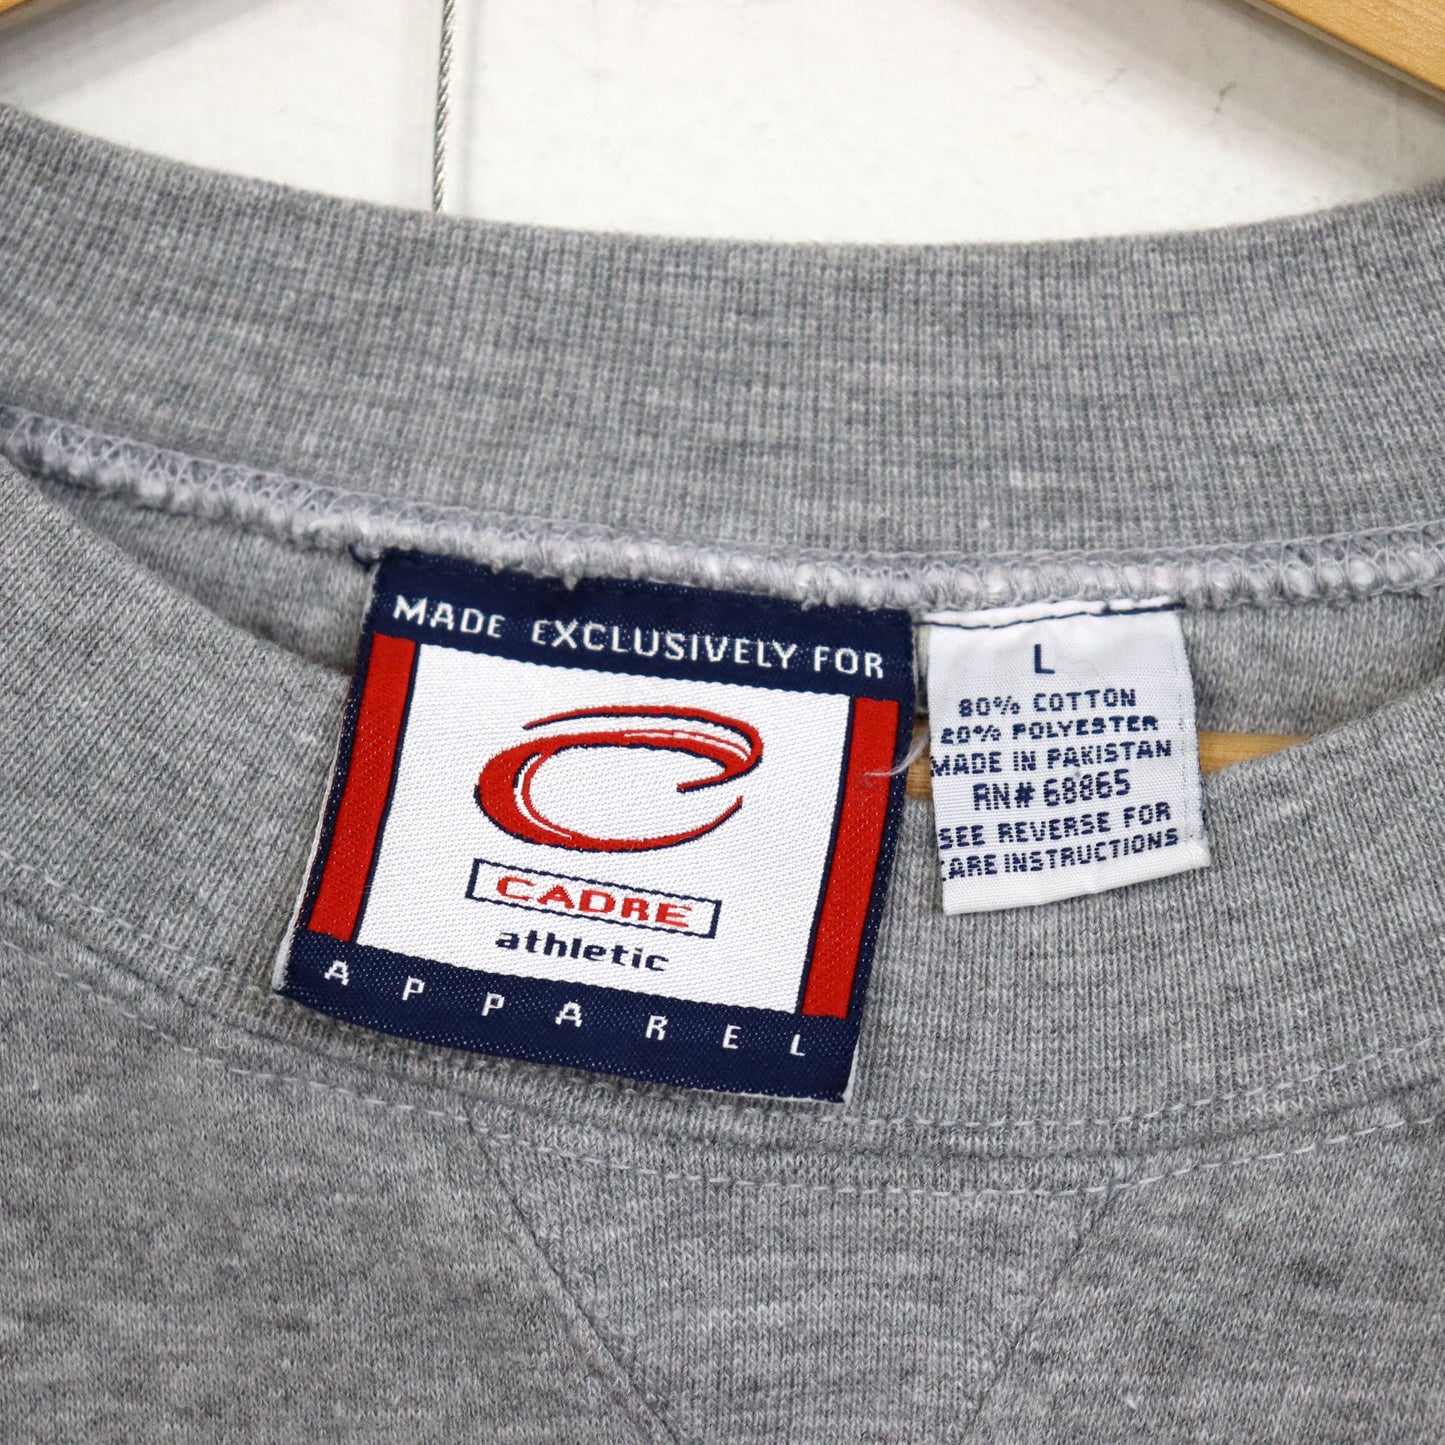 MADE EXCLUSIVELY FOR
CADRE
athletic
APPAREL
L
80% COTTON
20% POLYESTER
MADE IN PAKISTAN
RN# 68865
SEE REVERSE FOR
CARE INSTRUCTIONS